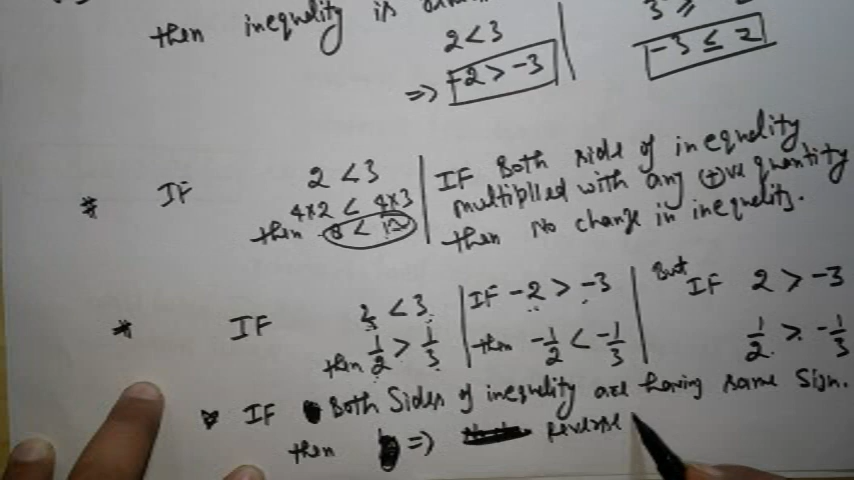 then inequality is
2 < 3
=> -2 > -3
3 ≥
-3 ≤ 2
* IF 2 < 3
4×2 < 4×3
then 8 < 12
IF Both side of inequality
multiplied with any (+)ve quantity
then No change in inequality.
* IF 2 < 3
then 1/2 > 1/3
IF -2 > -3
then -1/2 < -1/3
But
IF 2 > -3
1/2 > -1/3
IF Both Sides of inequality are having same Sign.
then => reverse